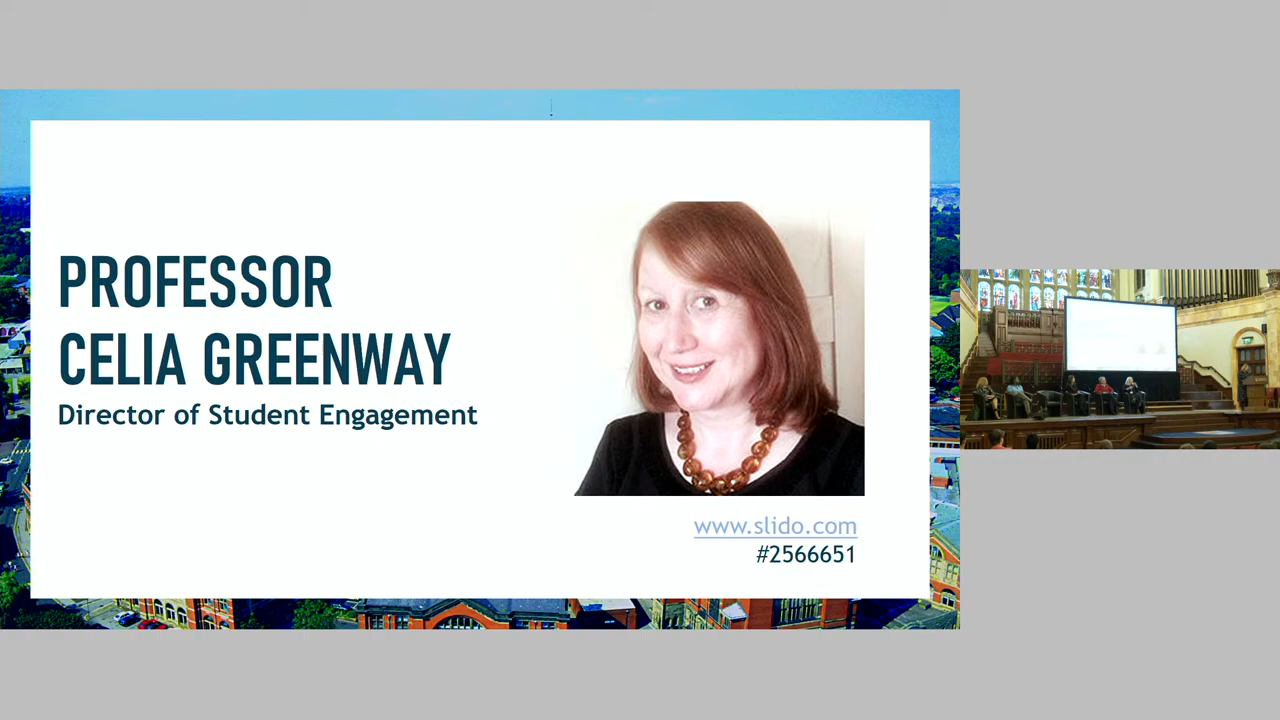 PROFESSOR
CELIA GREENWAY
Director of Student Engagement
www.slido.com
#2566651